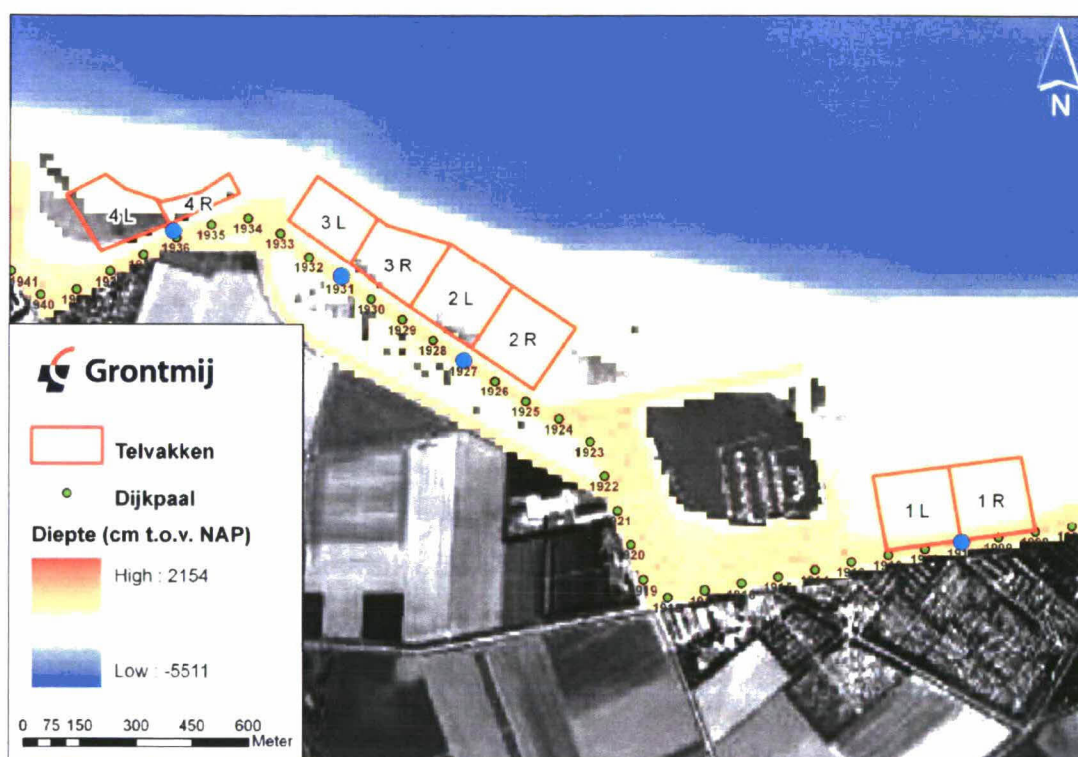 N
4 L
4 R
3 L
3 R
2 L
2 R
1 L
1 R
1941
1936
1935
1934
1933
1932
1931
1930
1929
1928
1927
1926
1925
1924
1923
1922
1919
Grontmij
Telvakken
Dijkpaal
Diepte (cm t.o.v. NAP)
High : 2154
Low : -5511
0 75 150 300 450 600
Meter